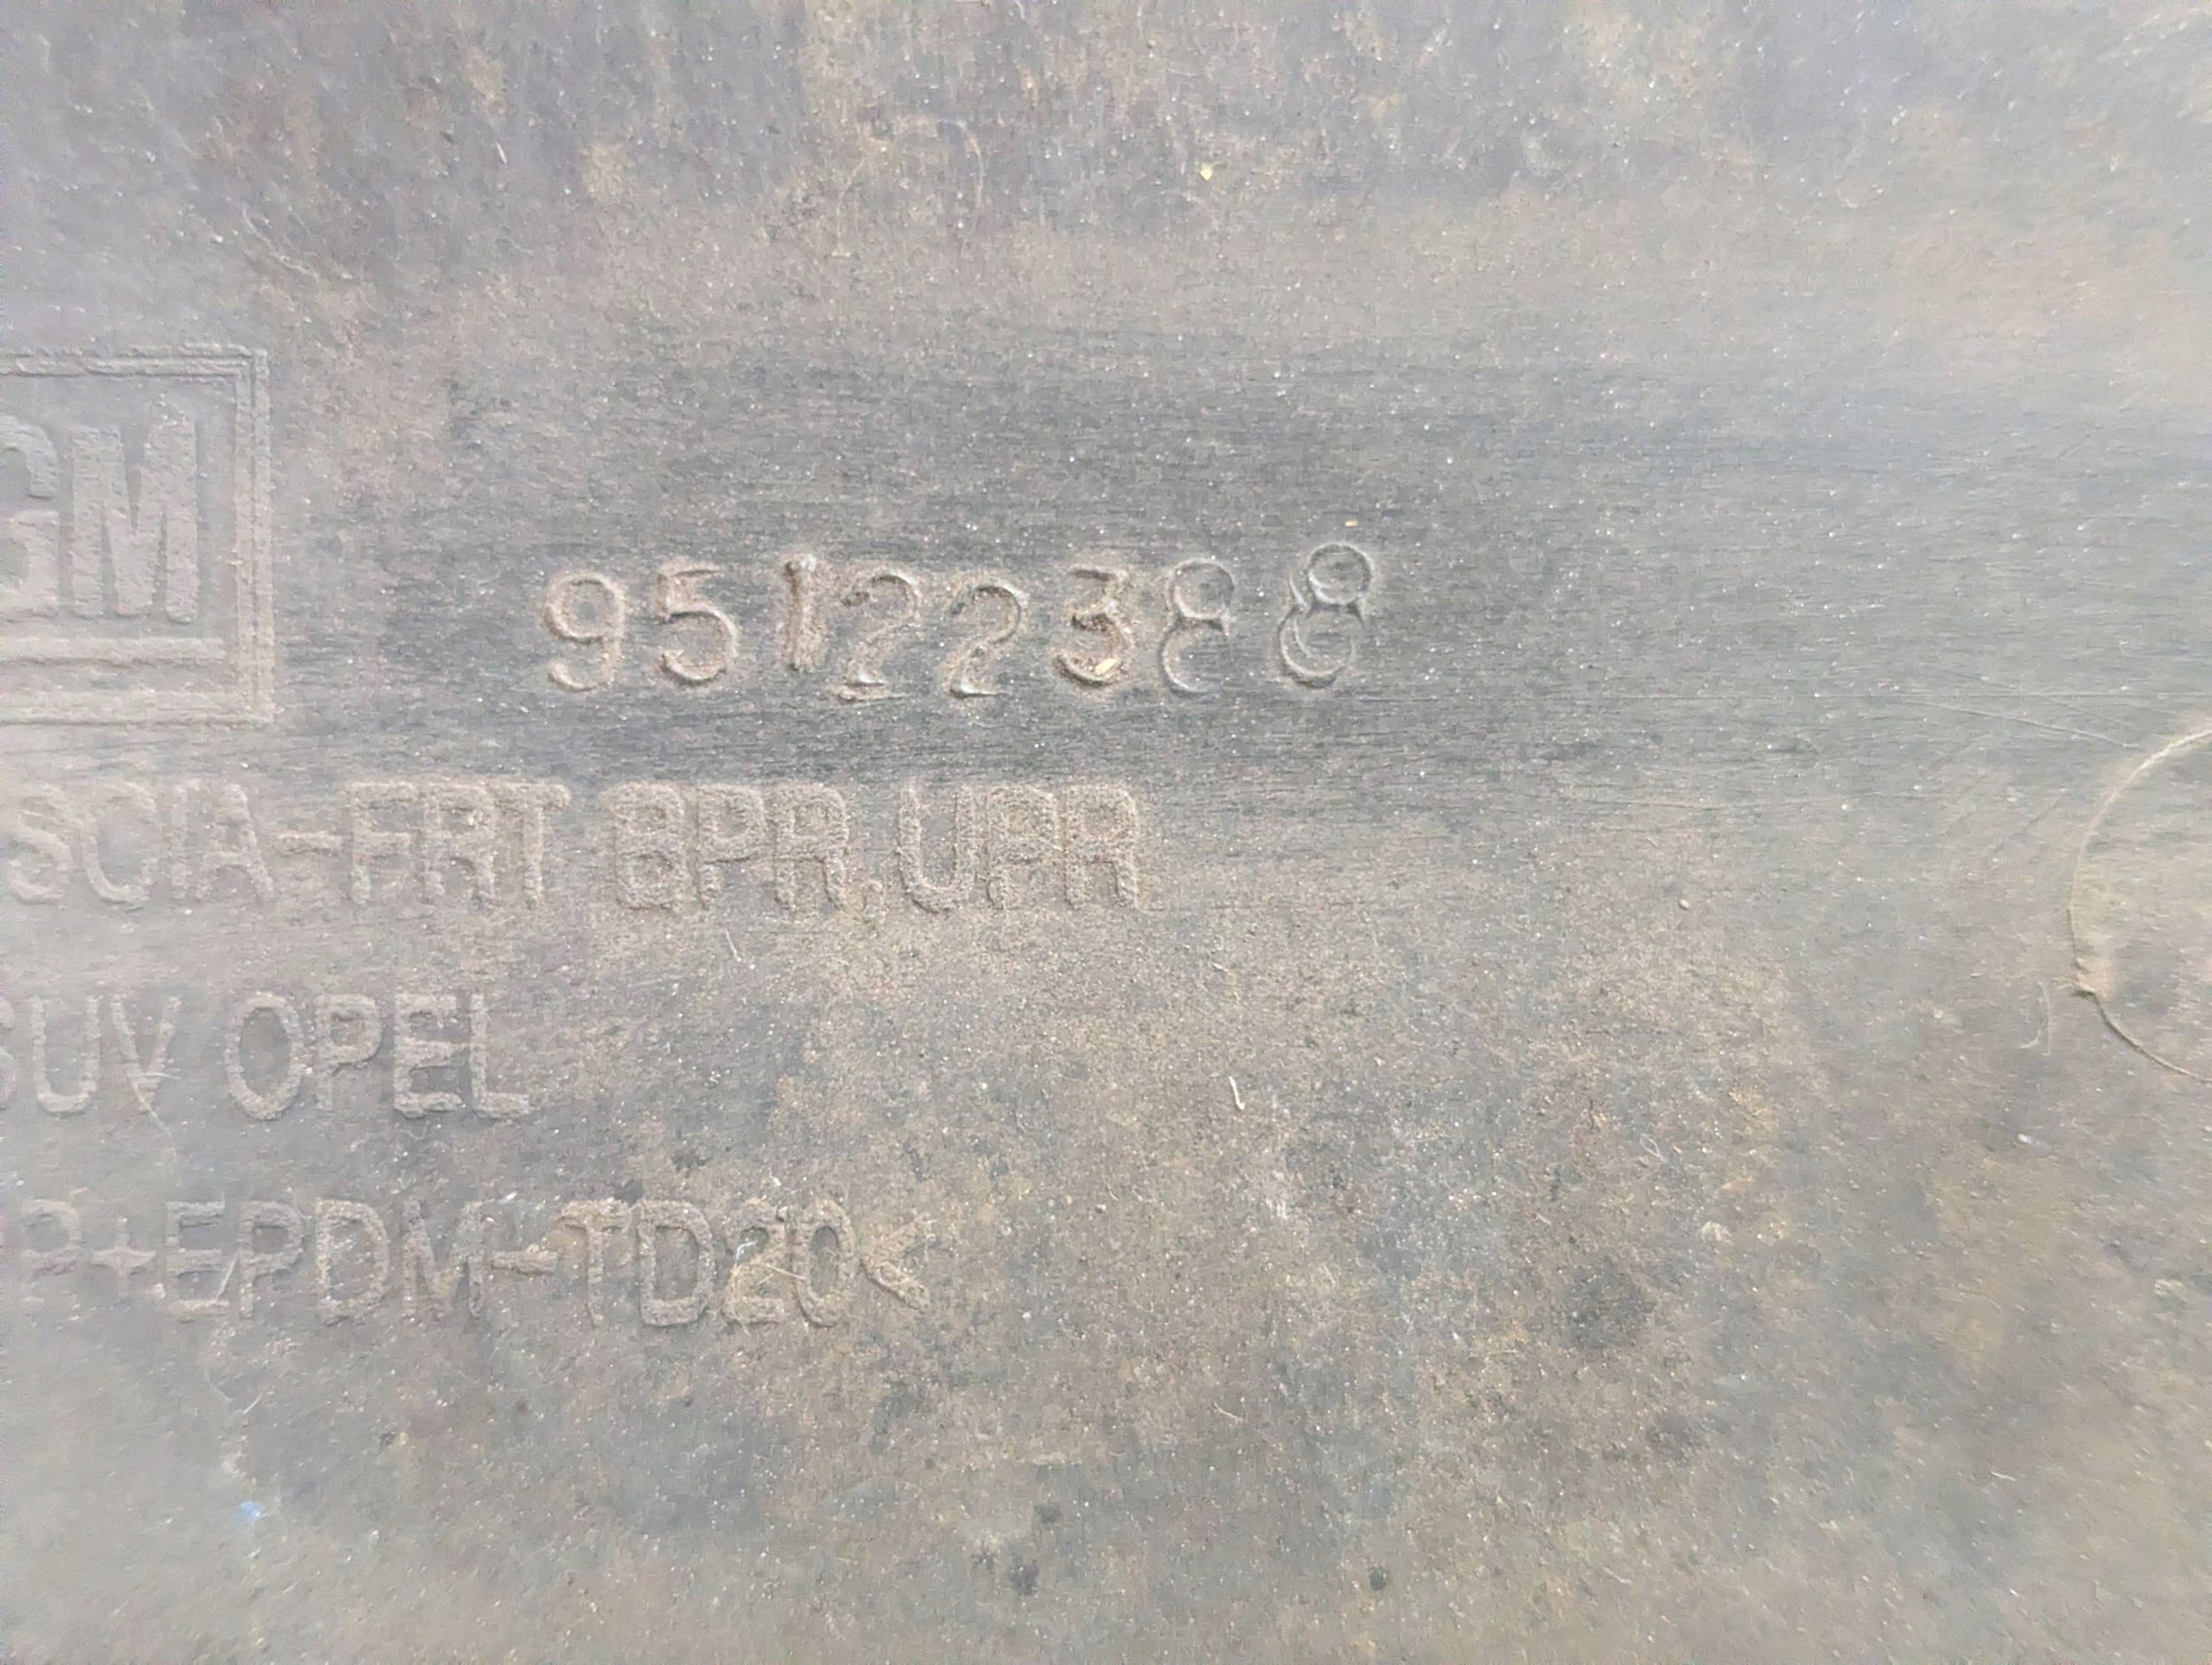 GM
95122388
SCIA-FRT BPR,UPR
SUV OPEL
P+EPDM-TD20<